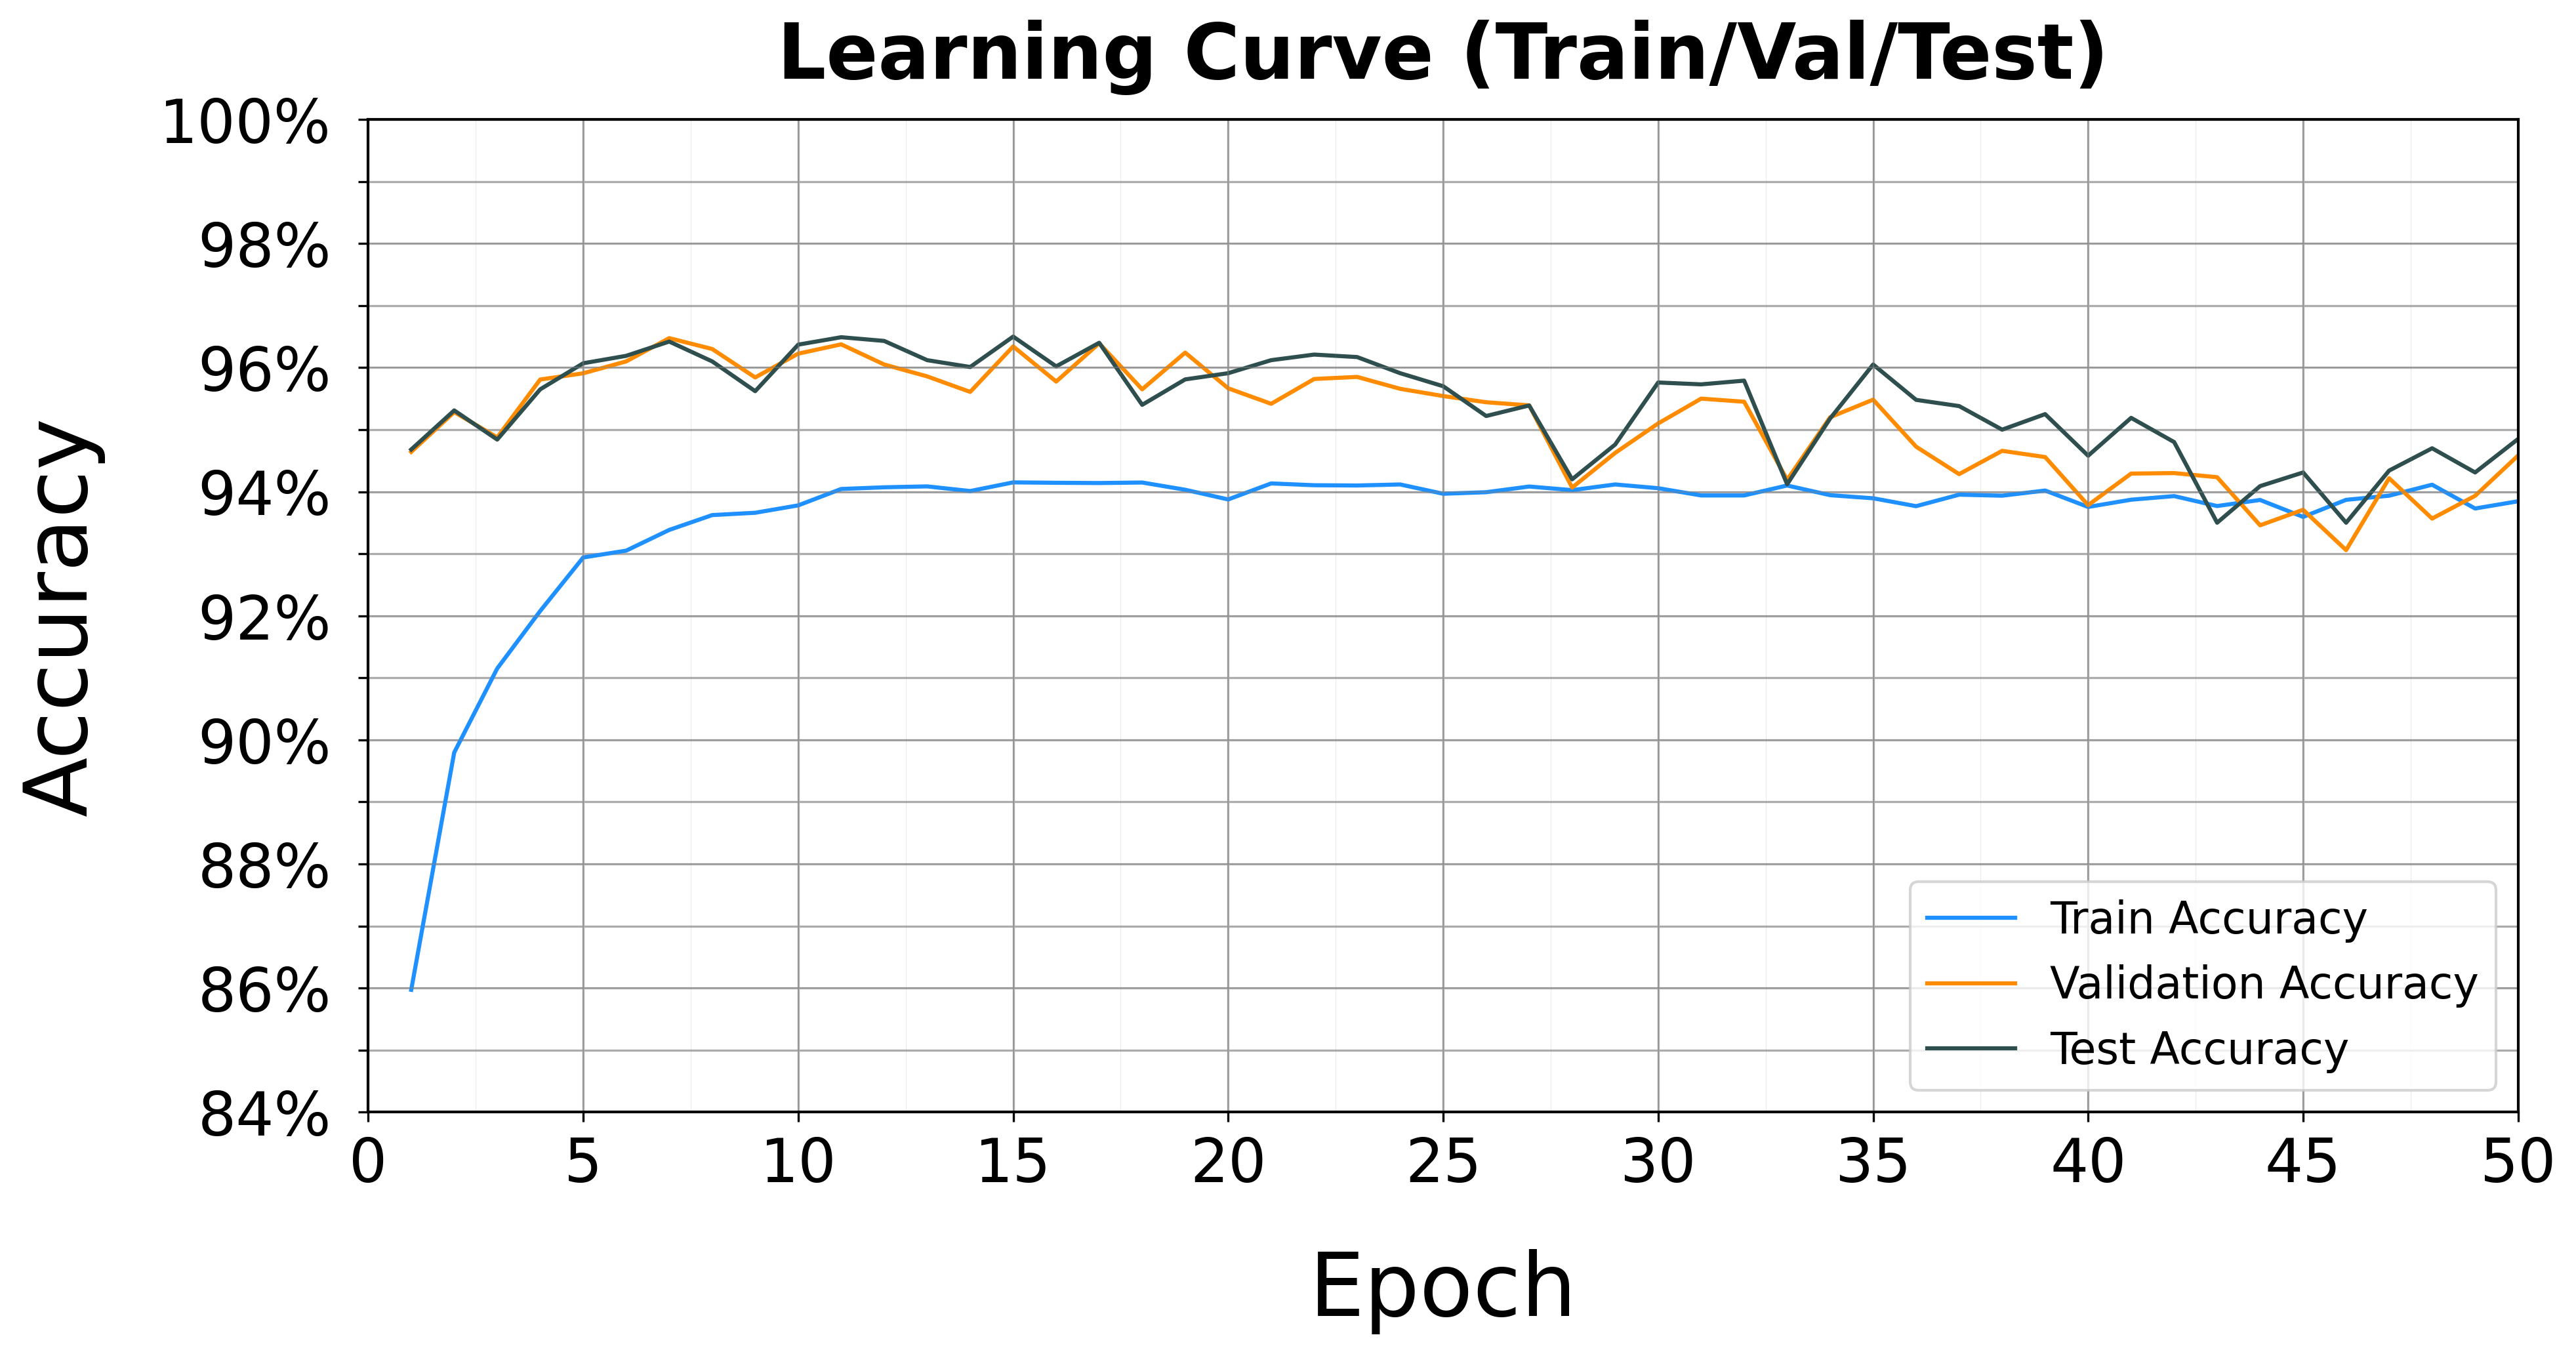 Learning Curve (Train/Val/Test)
100%
98%
96%
94%
92%
90%
88%
86%
84%
Accuracy
Train Accuracy
Validation Accuracy
Test Accuracy
0 5 10 15 20 25 30 35 40 45 50
Epoch